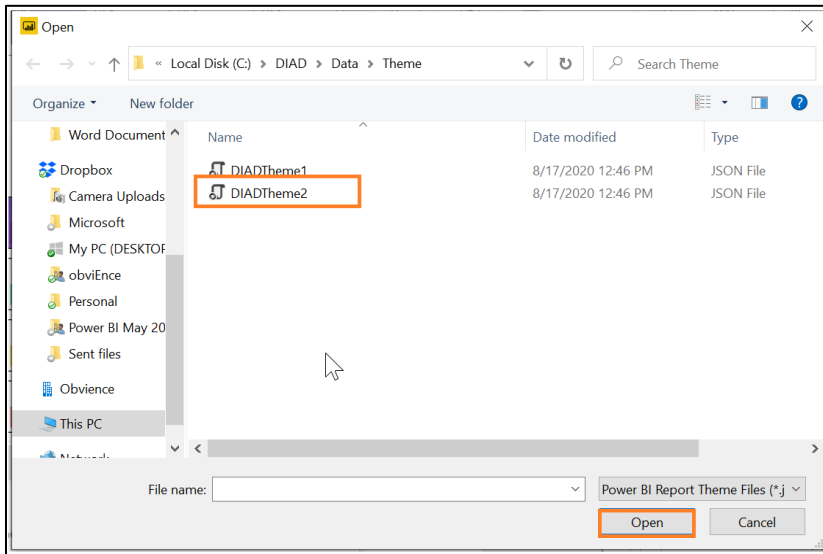 Open
« Local Disk (C:) > DIAD > Data > Theme
Search Theme
Organize
New folder
Name
Date modified
Type
Word Document
Dropbox
Camera Uploads
Microsoft
My PC (DESKTOP
obviEnce
Personal
Power BI May 20
Sent files
Obvience
This PC
Network
DIADTheme1 8/17/2020 12:46 PM JSON File
DIADTheme2 8/17/2020 12:46 PM JSON File
File name:
Power BI Report Theme Files (*.j
Open
Cancel